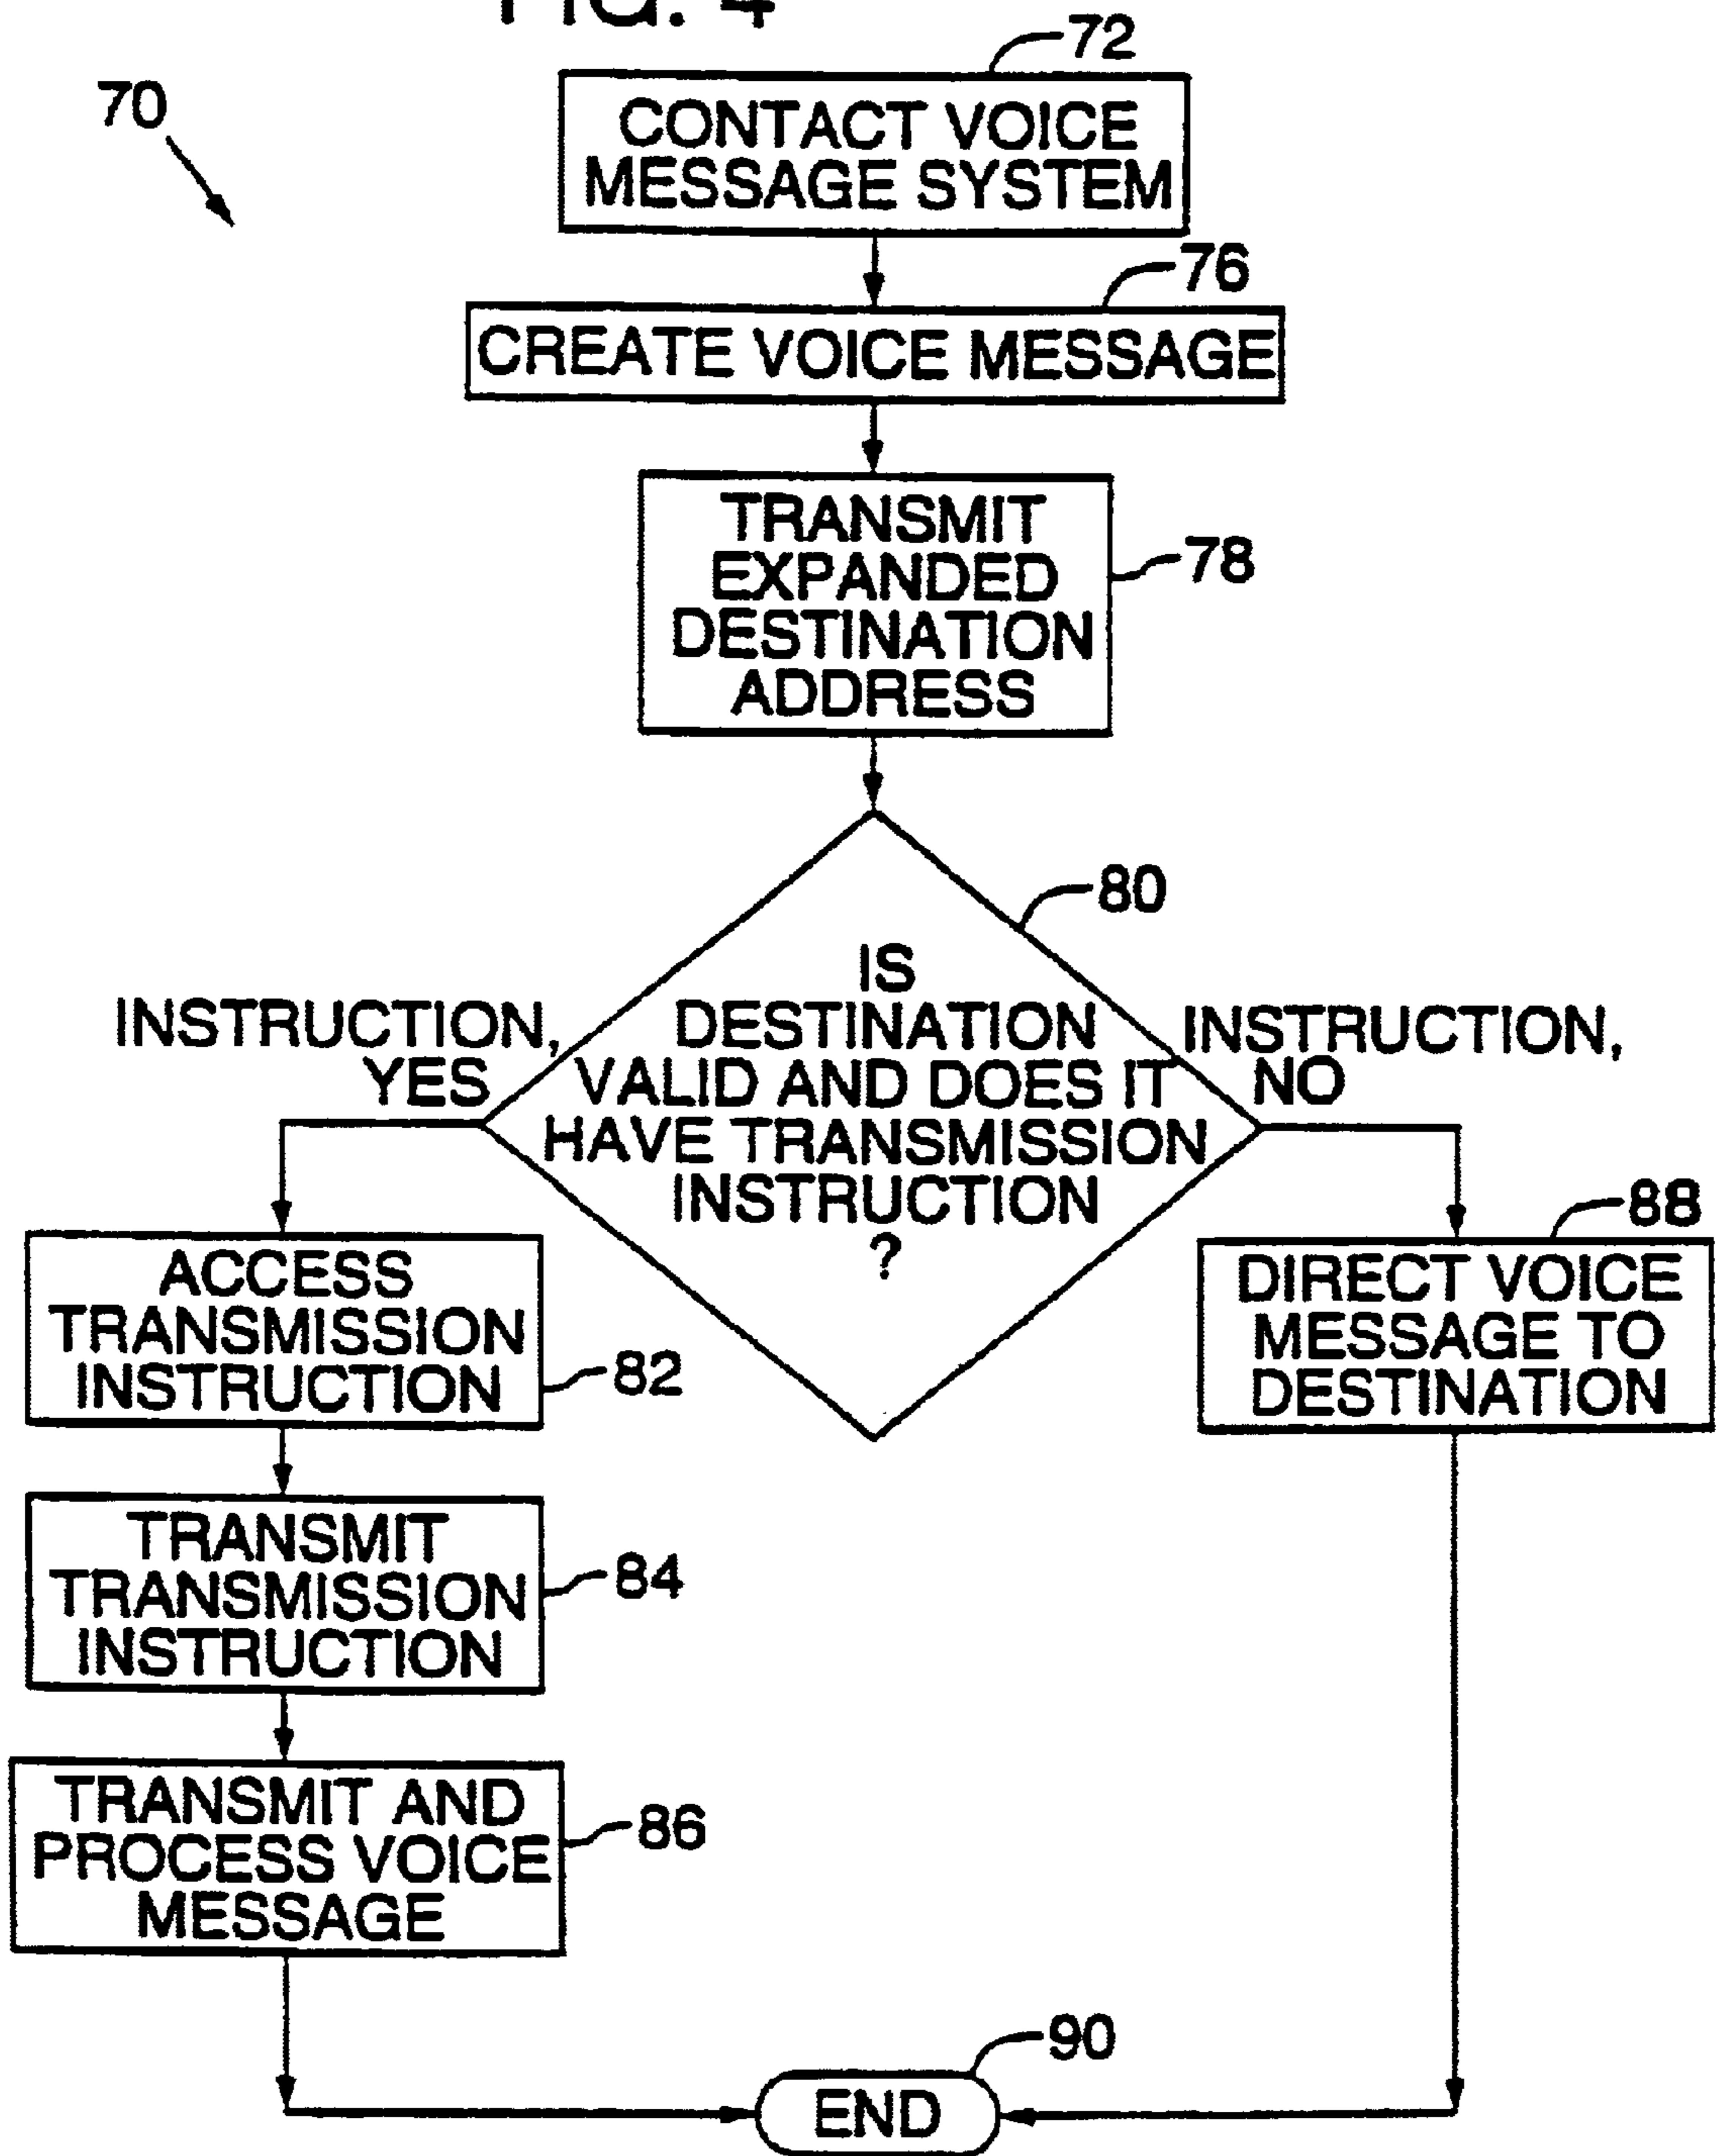 FIG. 4
70
72
CONTACT VOICE
MESSAGE SYSTEM
76
CREATE VOICE MESSAGE
TRANSMIT
EXPANDED
DESTINATION
ADDRESS
78
80
IS
DESTINATION
VALID AND DOES IT
HAVE TRANSMISSION
INSTRUCTION
?
INSTRUCTION,
YES
INSTRUCTION,
NO
ACCESS
TRANSMISSION
INSTRUCTION
82
88
DIRECT VOICE
MESSAGE TO
DESTINATION
TRANSMIT
TRANSMISSION
INSTRUCTION
84
TRANSMIT AND
PROCESS VOICE
MESSAGE
86
90
END